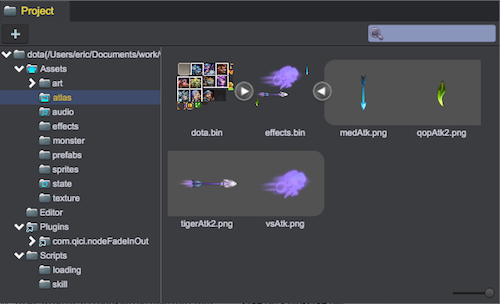 Project
dota(/Users/eric/Documents/work/
Assets
art
atlas
audio
effects
monster
prefabs
sprites
state
texture
Editor
Plugins
com.qici.nodeFadeInOut
Scripts
loading
skill
dota.bin
effects.bin
medAtk.png
qopAtk2.png
tigerAtk2.png
vsAtk.png